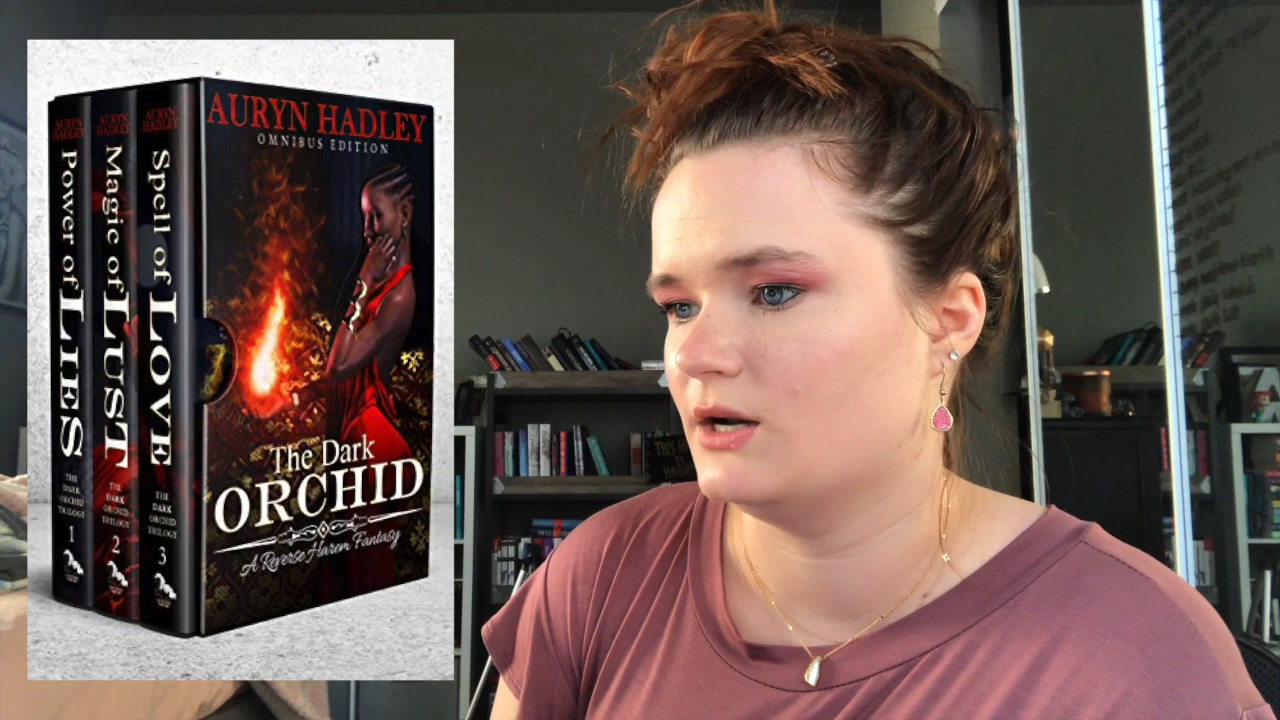 AURYN HADLEY
OMNIBUS EDITION
The Dark
ORCHID
A Reverse Harem Fantasy
AURYN
HADLEY
Power of LIES
THE
DARK
ORCHID
TRILOGY
1
AURYN
HADLEY
Magic of LUST
THE
DARK
ORCHID
TRILOGY
2
AURYN
HADLEY
Spell of LOVE
THE
DARK
ORCHID
TRILOGY
3